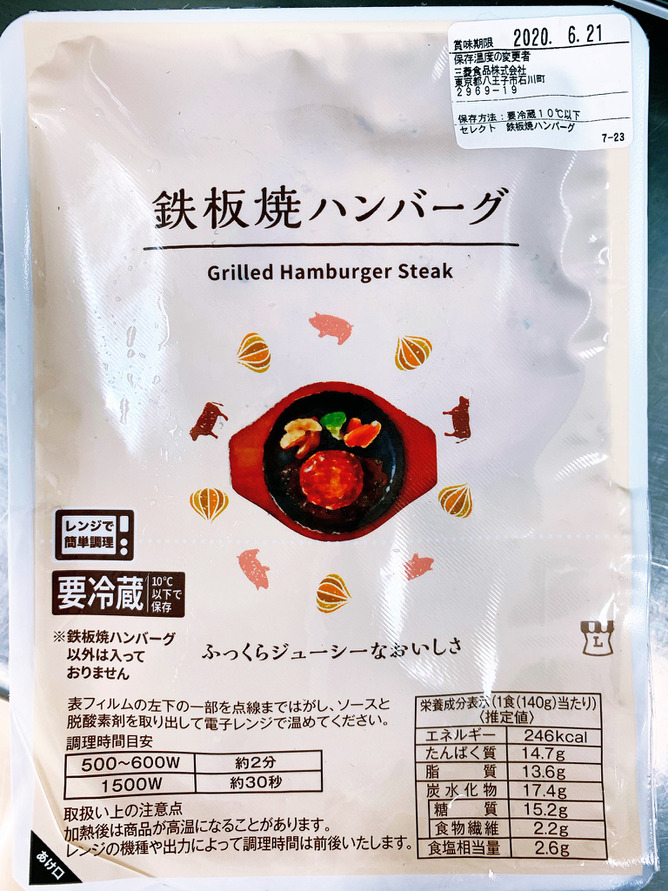 賞味期限 2020. 6.21
保存温度の変更者
三菱食品株式会社
東京都八王子市石川町
2969-19
保存方法：要冷蔵10℃以下
セレクト 鉄板焼ハンバーグ
7-23
鉄板焼ハンバーグ
Grilled Hamburger Steak
レンジで
簡単調理
要冷蔵
10℃
以下で
保存
※鉄板焼ハンバーグ
以外は入って
おりません
ふっくらジューシーなおいしさ
L
表フィルムの左下の一部を点線まではがし、ソースと
脱酸素剤を取り出して電子レンジで温めてください。
調理時間目安
500～600W 約2分
1500W 約30秒
取扱い上の注意点
加熱後は商品が高温になることがあります。
レンジの機種や出力によって調理時間は前後いたします。
あけ口
栄養成分表示(1食(140g)当たり)
〈推定値〉
エネルギー 246kcal
たんぱく質 14.7g
脂質 13.6g
炭水化物 17.4g
糖質 15.2g
食物繊維 2.2g
食塩相当量 2.6g